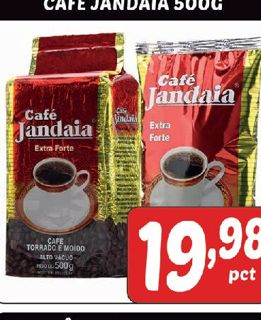 CAFÉ JANDAIA 500G
Café
Jandaia
Extra Forte
CAFÉ
TORRADO E MOÍDO
ALTO VÁCUO
500g
Café
Jandaia
Extra
Forte
19,98
pct